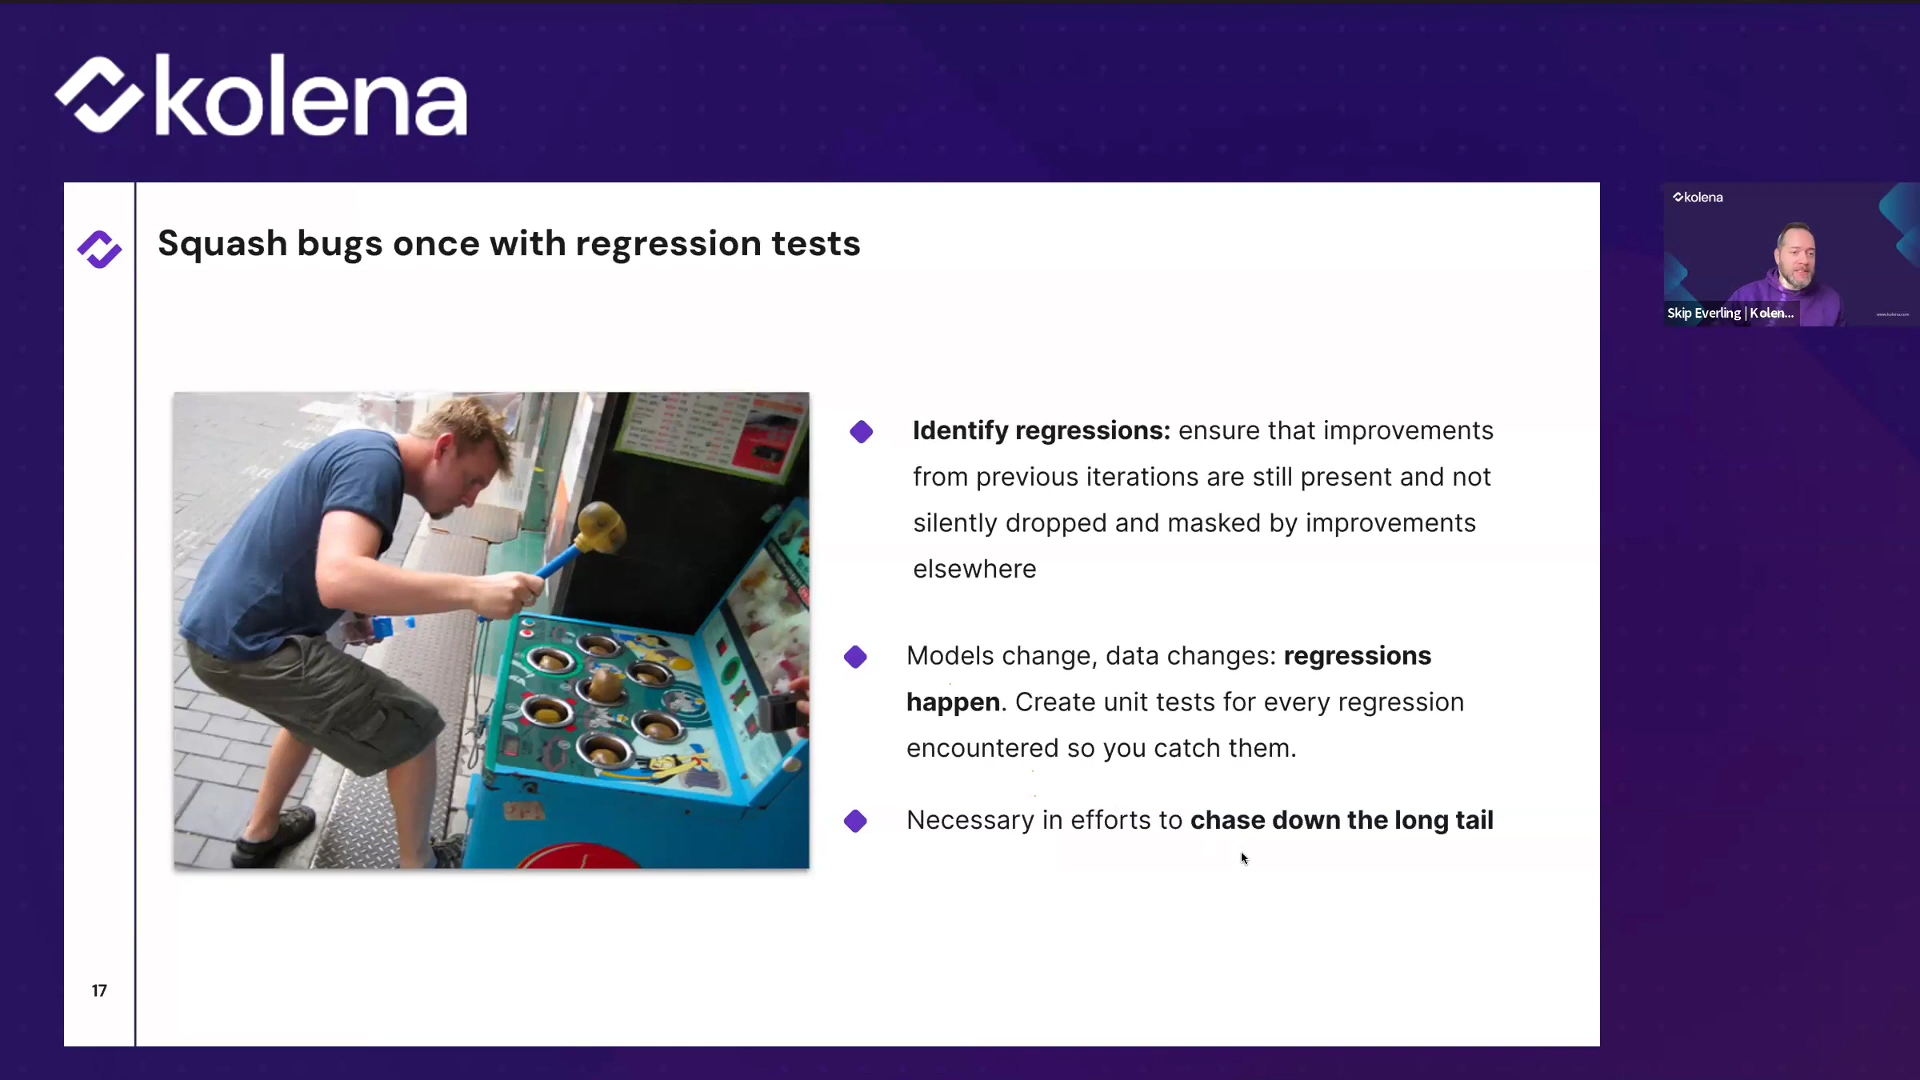 kolena
Squash bugs once with regression tests
Identify regressions: ensure that improvements
from previous iterations are still present and not
silently dropped and masked by improvements
elsewhere
Models change, data changes: regressions
happen. Create unit tests for every regression
encountered so you catch them.
Necessary in efforts to chase down the long tail
17
kolena
Skip Everling | Kolen...